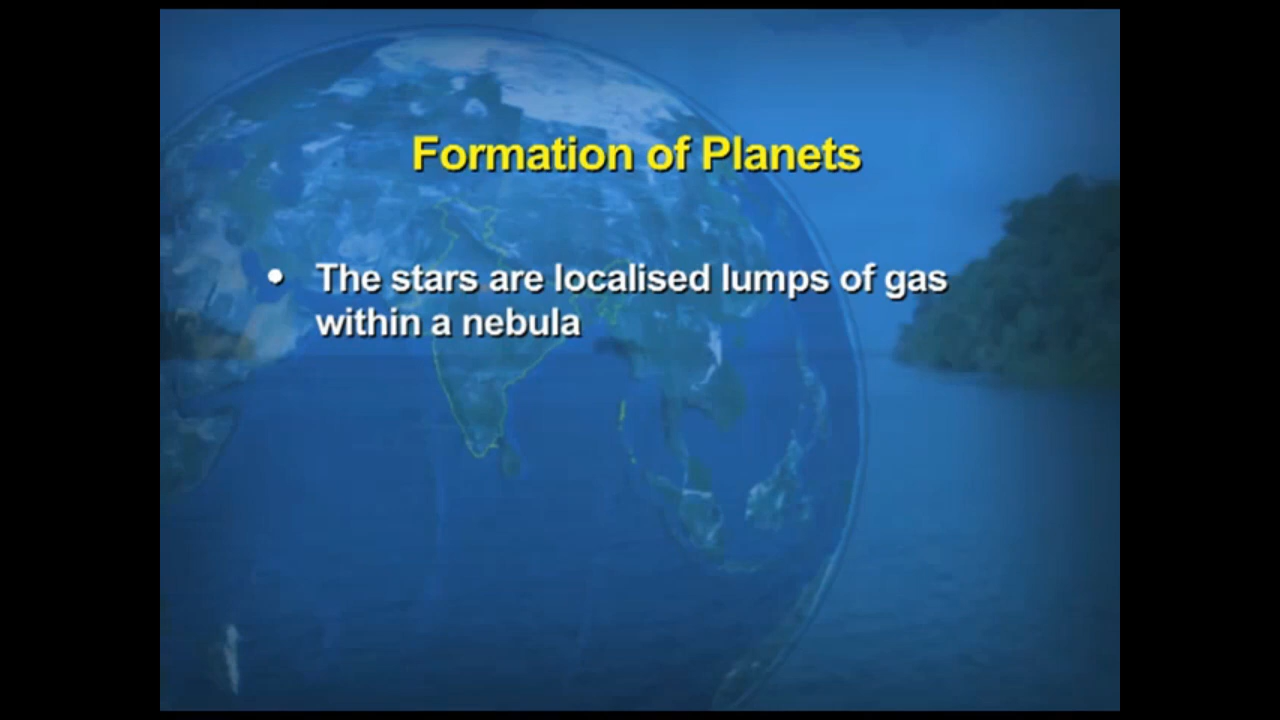 Formation of Planets
• The stars are localised lumps of gas
within a nebula